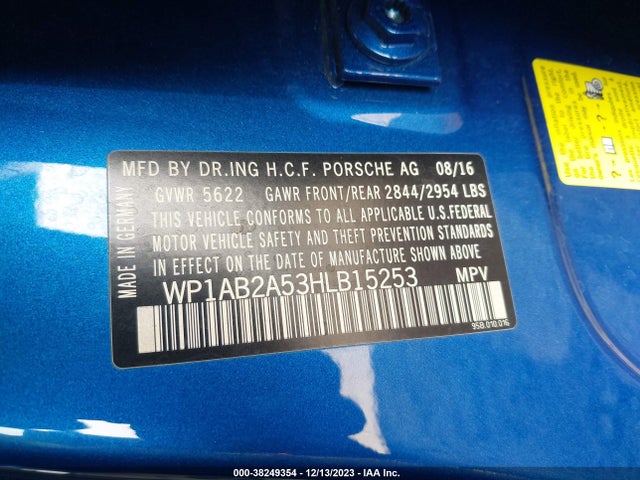 MFD BY DR.ING H.C.F. PORSCHE AG 08/16
GVWR 5622 GAWR FRONT/REAR 2844/2954 LBS
THIS VEHICLE CONFORMS TO ALL APPLICABLE U.S.FEDERAL
MOTOR VEHICLE SAFETY AND THEFT PREVENTION STANDARDS
IN EFFECT ON THE DATE OF MANUFACTURE SHOWN ABOVE
WP1AB2A53HLB15253 MPV
958.010.016
MADE IN GERMANY
000-38249354 - 12/13/2023 - IAA Inc.